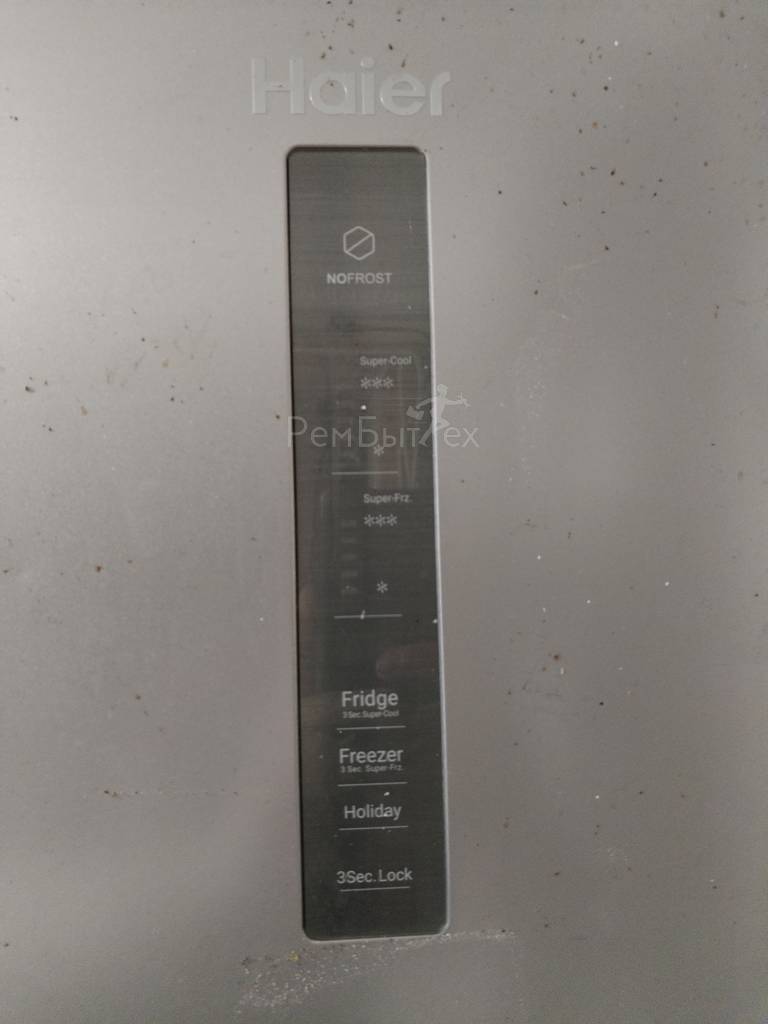 Haier
NOFROST
Super-Cool
РемБытТех
Super-Frz.
Fridge
3Sec.Super-Cool
Freezer
3 Sec. Super-Frz.
Holiday
3Sec.Lock